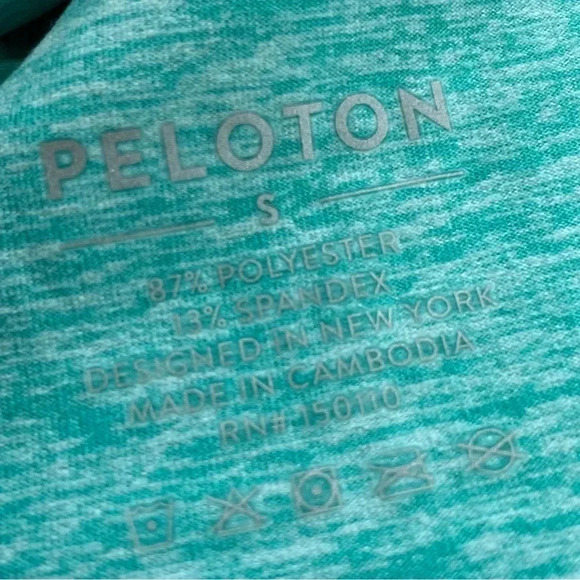 PELOTON
S
87% POLYESTER
13% SPANDEX
DESIGNED IN NEW YORK
MADE IN CAMBODIA
RN# 150110